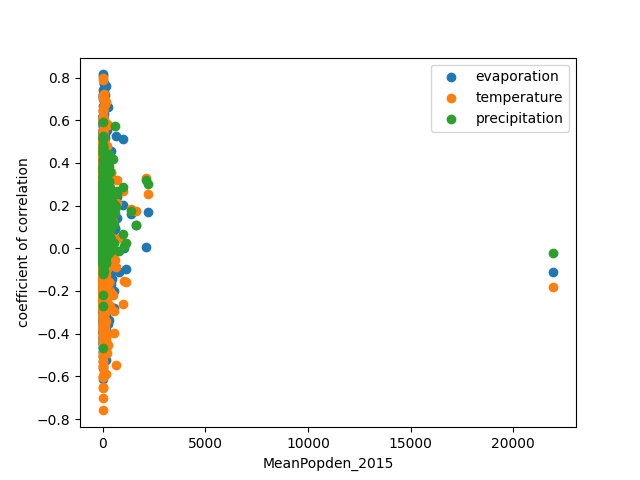 evaporation
temperature
precipitation
0.8
0.6
0.4
0.2
0.0
−0.2
−0.4
−0.6
−0.8
coefficient of correlation
0 5000 10000 15000 20000
MeanPopden_2015